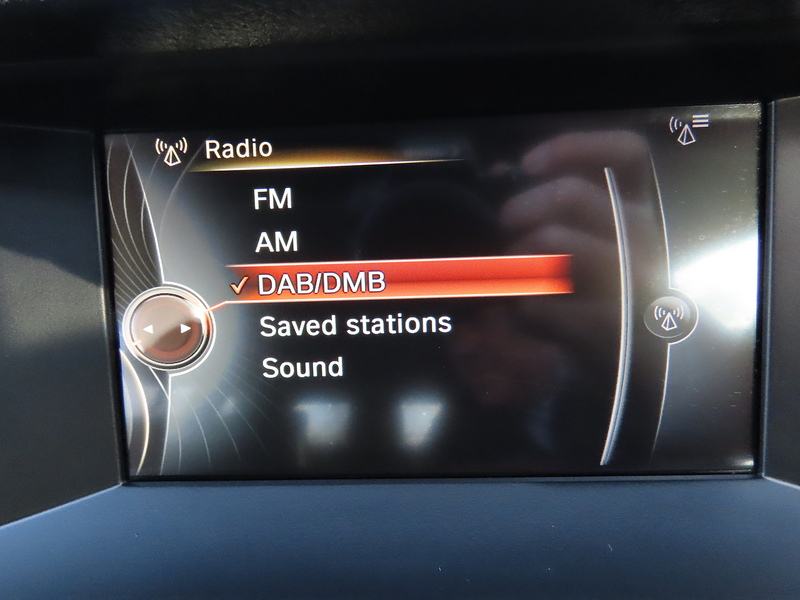 Radio
FM
AM
✓ DAB/DMB
Saved stations
Sound